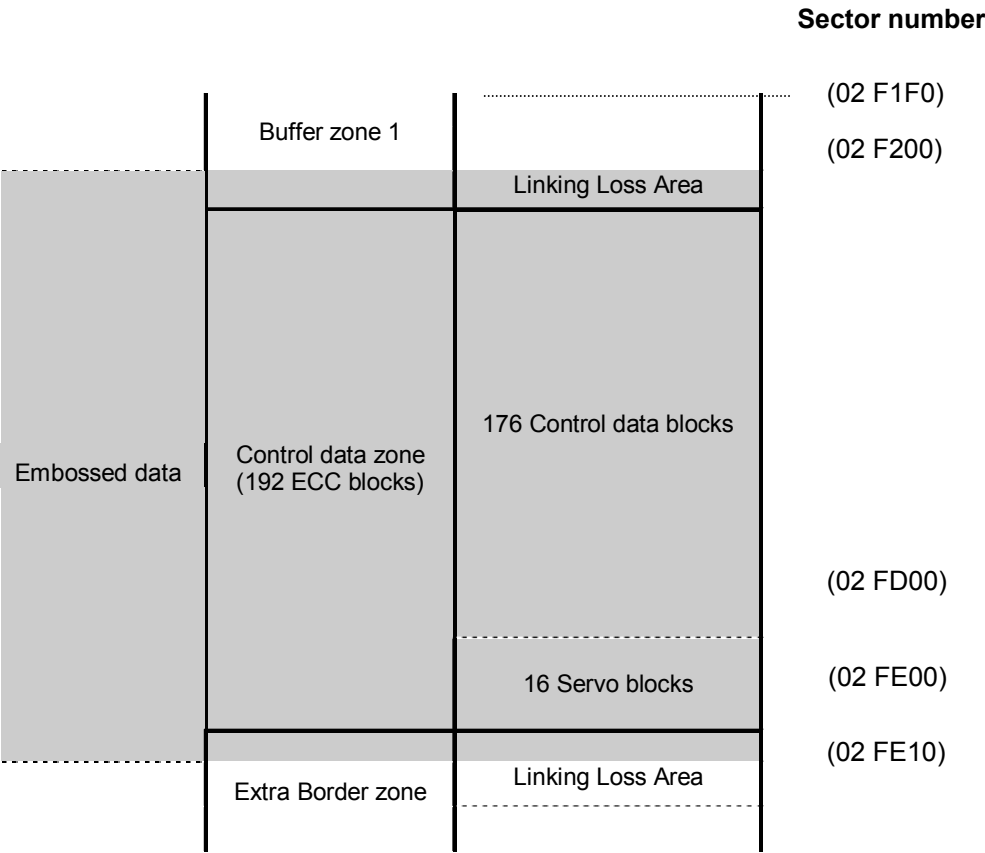 Sector number
(02 F1F0)
Buffer zone 1
(02 F200)
Linking Loss Area
176 Control data blocks
Control data zone
(192 ECC blocks)
Embossed data
(02 FD00)
16 Servo blocks
(02 FE00)
(02 FE10)
Linking Loss Area
Extra Border zone